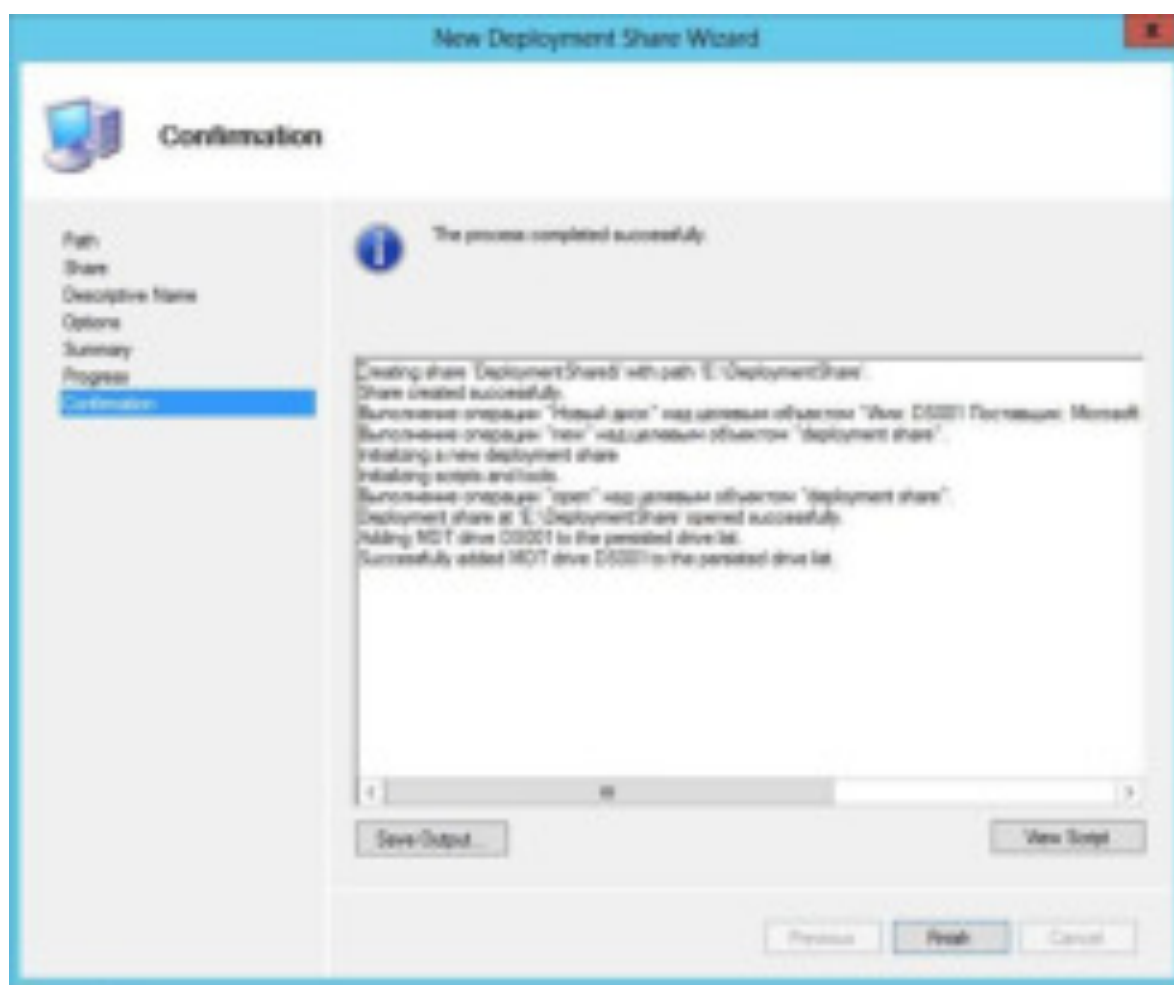 New Deployment Share Wizard
Confirmation
Path
Share
Descriptive Name
Options
Summary
Progress
Confirmation
The process completed successfully.
Creating share 'DeploymentShare$' with path 'E:\DeploymentShare'.
Share created successfully.
Выполнение операции "Новый диск" над целевым объектом "Имя: DS001 Поставщик: Microsoft
Выполнение операции "new" над целевым объектом "deployment share".
Initializing a new deployment share
Initializing scripts and tools.
Выполнение операции "open" над целевым объектом "deployment share".
Deployment share at 'E:\DeploymentShare' opened successfully.
Adding MDT drive DS001 to the persisted drive list.
Successfully added MDT drive DS001 to the persisted drive list.
Save Output...
View Script
Previous
Finish
Cancel